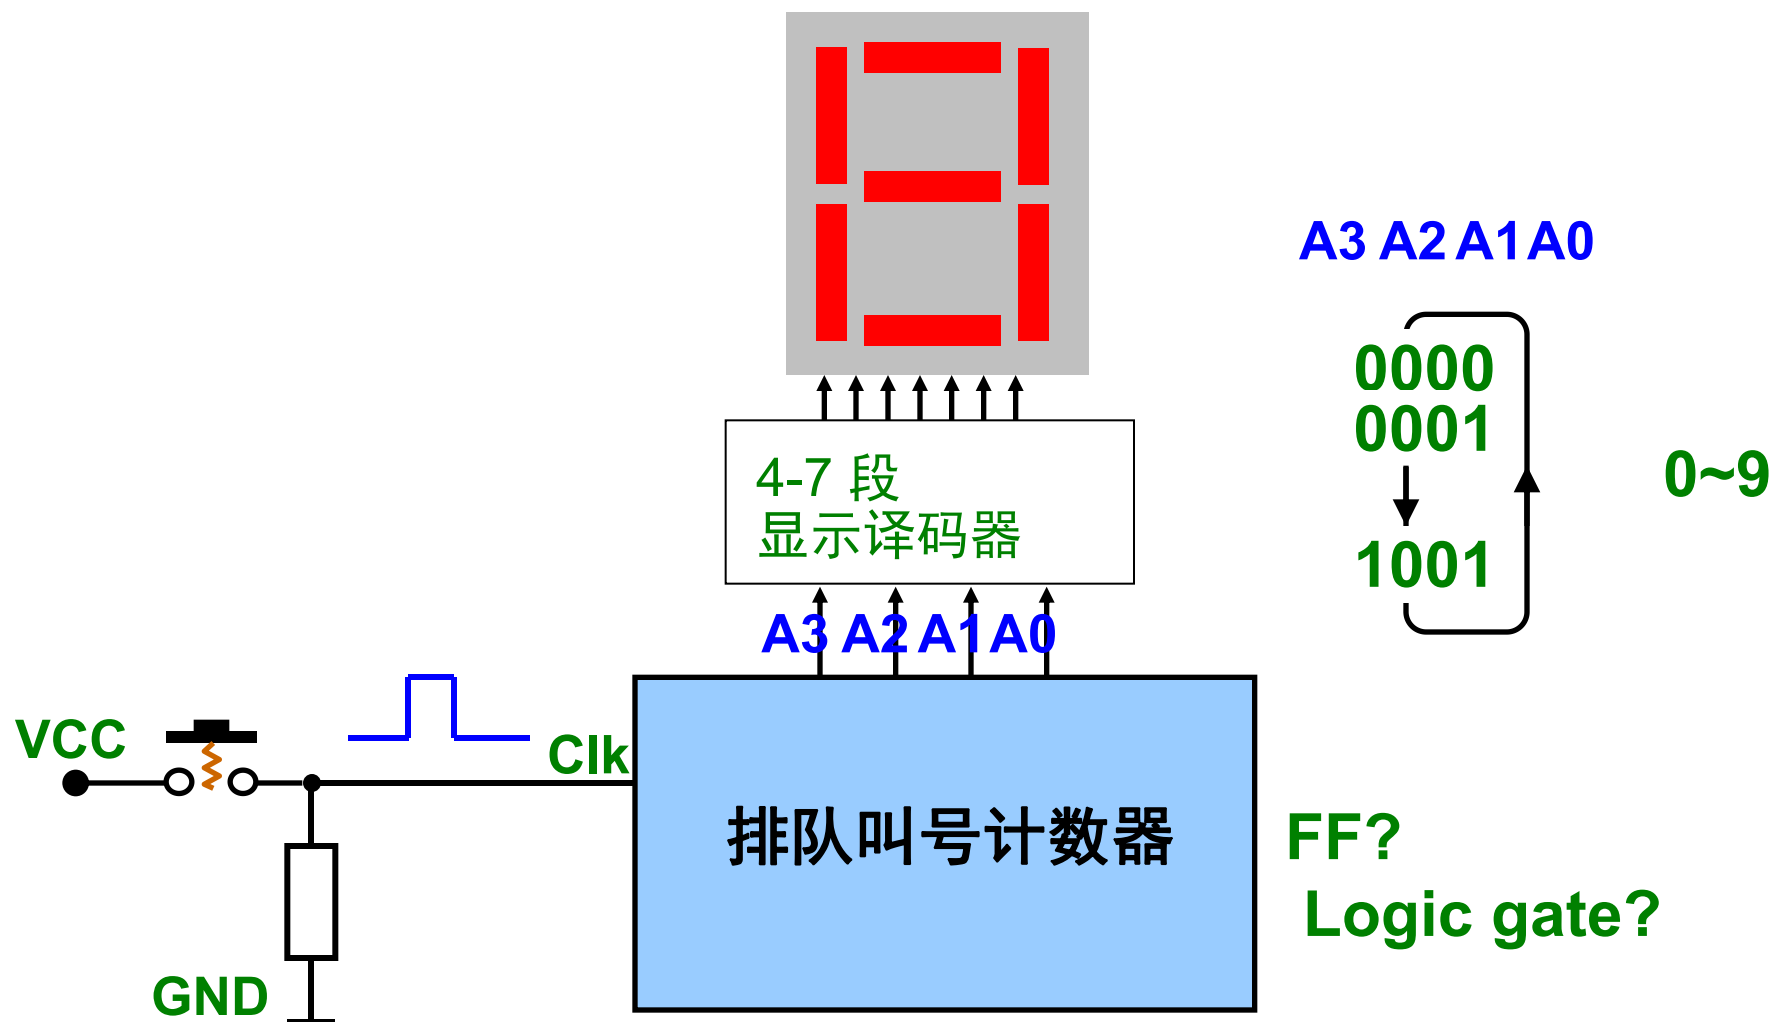 A3 A2 A1 A0
0000
0001
1001
0~9
4-7 段
显示译码器
A3 A2 A1 A0
VCC
Clk
排队叫号计数器
FF?
Logic gate?
GND